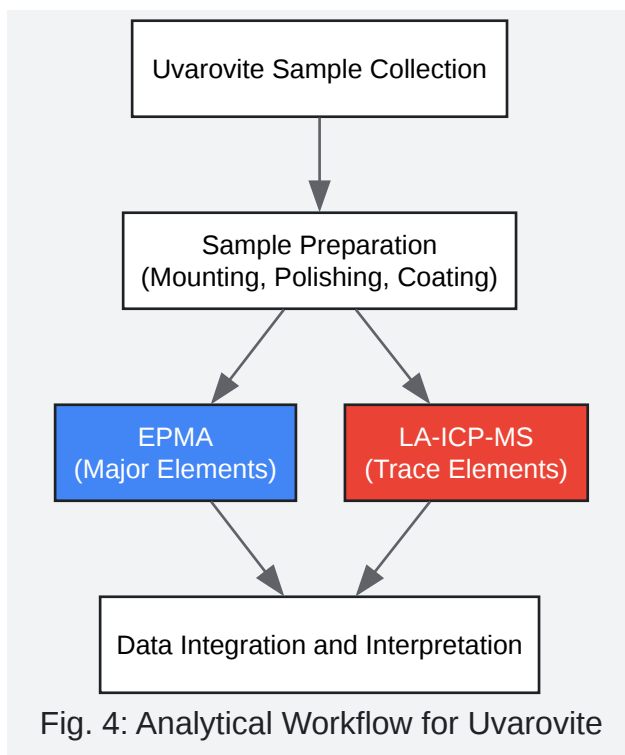 Uvarovite Sample Collection
Sample Preparation
(Mounting, Polishing, Coating)
EPMA
(Major Elements)
LA-ICP-MS
(Trace Elements)
Data Integration and Interpretation
Fig. 4: Analytical Workflow for Uvarovite